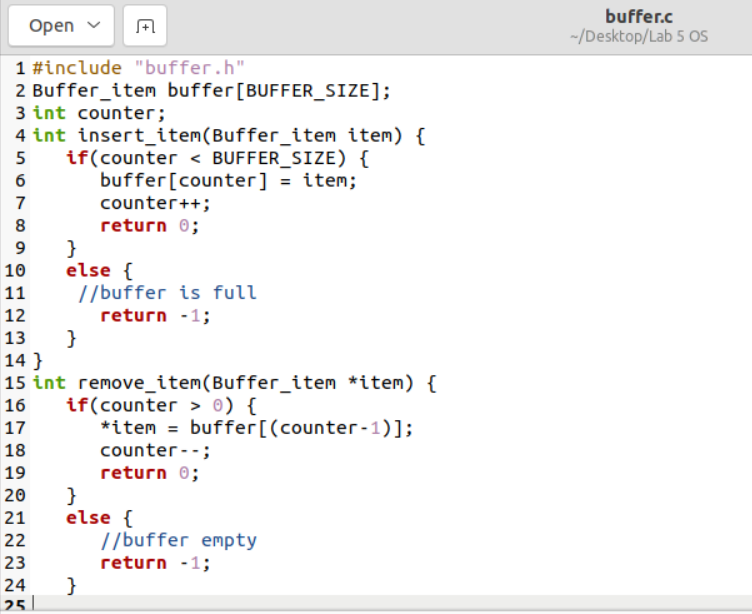 Open
buffer.c
~/Desktop/Lab 5 OS
1 #include "buffer.h"
2 Buffer_item buffer[BUFFER_SIZE];
3 int counter;
4 int insert_item(Buffer_item item) {
5    if(counter < BUFFER_SIZE) {
6       buffer[counter] = item;
7       counter++;
8       return 0;
9    }
10    else {
11     //buffer is full
12       return -1;
13    }
14 }
15 int remove_item(Buffer_item *item) {
16    if(counter > 0) {
17       *item = buffer[(counter-1)];
18       counter--;
19       return 0;
20    }
21    else {
22       //buffer empty
23       return -1;
24    }
25